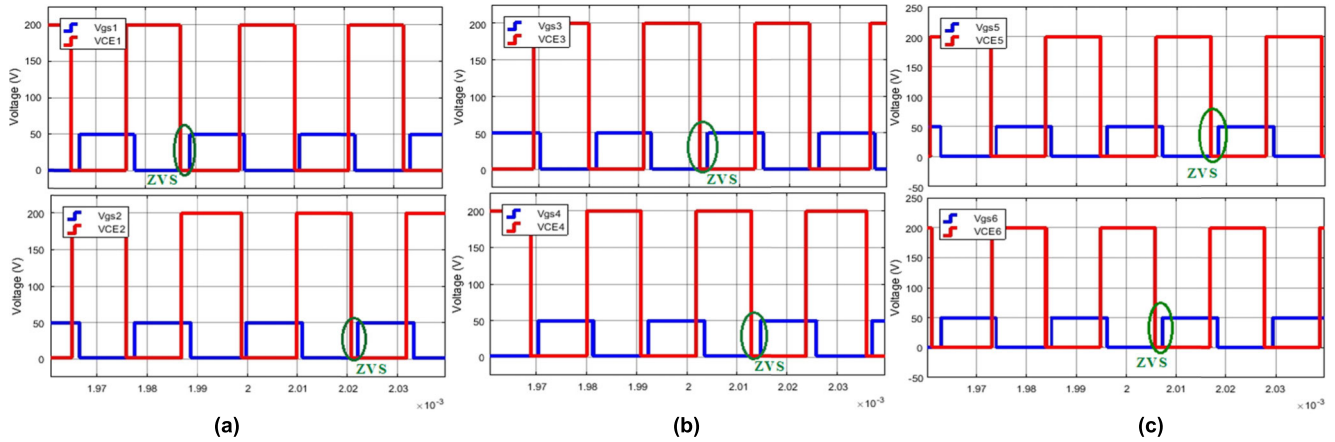 Vgs1
VCE1
Voltage (V)
200
150
100
50
0
ZVS
Vgs2
VCE2
Voltage (V)
200
150
100
50
0
ZVS
1.97 1.98 1.99 2 2.01 2.02 2.03
×10-3
(a)
Vgs3
VCE3
Voltage (v)
200
150
100
50
0
ZVS
Vgs4
VCE4
Voltage (V)
200
150
100
50
0
ZVS
1.97 1.98 1.99 2 2.01 2.02 2.03
×10-3
(b)
Vgs5
VCE5
Voltage (v)
250
200
150
100
50
0
-50
ZVS
Vgs6
VCE6
Voltage (V)
250
200
150
100
50
0
-50
ZVS
1.97 1.98 1.99 2 2.01 2.02 2.03
×10-3
(c)